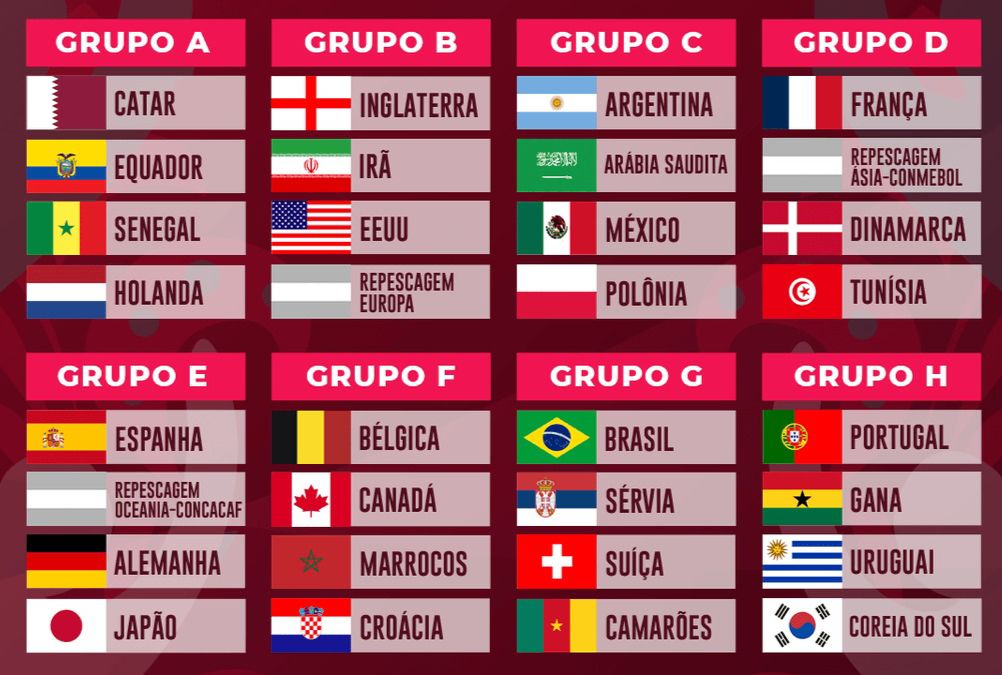 GRUPO A
CATAR
EQUADOR
SENEGAL
HOLANDA
GRUPO B
INGLATERRA
IRÃ
EEUU
REPESCAGEM
EUROPA
GRUPO C
ARGENTINA
ARÁBIA SAUDITA
MÉXICO
POLÔNIA
GRUPO D
FRANÇA
REPESCAGEM
ÁSIA-CONMEBOL
DINAMARCA
TUNÍSIA
GRUPO E
ESPANHA
REPESCAGEM
OCEANIA-CONCACAF
ALEMANHA
JAPÃO
GRUPO F
BÉLGICA
CANADÁ
MARROCOS
CROÁCIA
GRUPO G
BRASIL
SÉRVIA
SUÍÇA
CAMARÕES
GRUPO H
PORTUGAL
GANA
URUGUAI
COREIA DO SUL